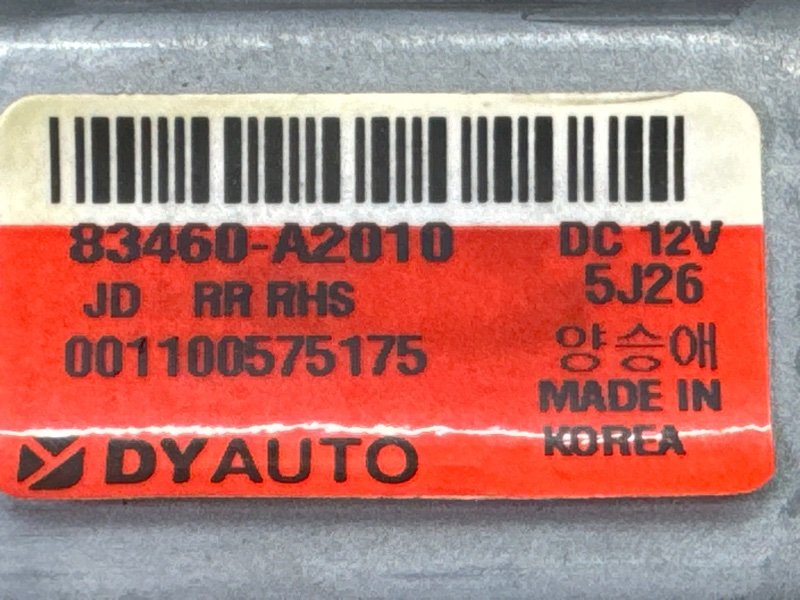 83460-A2010 DC 12V
JD RR RHS 5J26
001100575175 양승애
MADE IN
DYAUTO KOREA